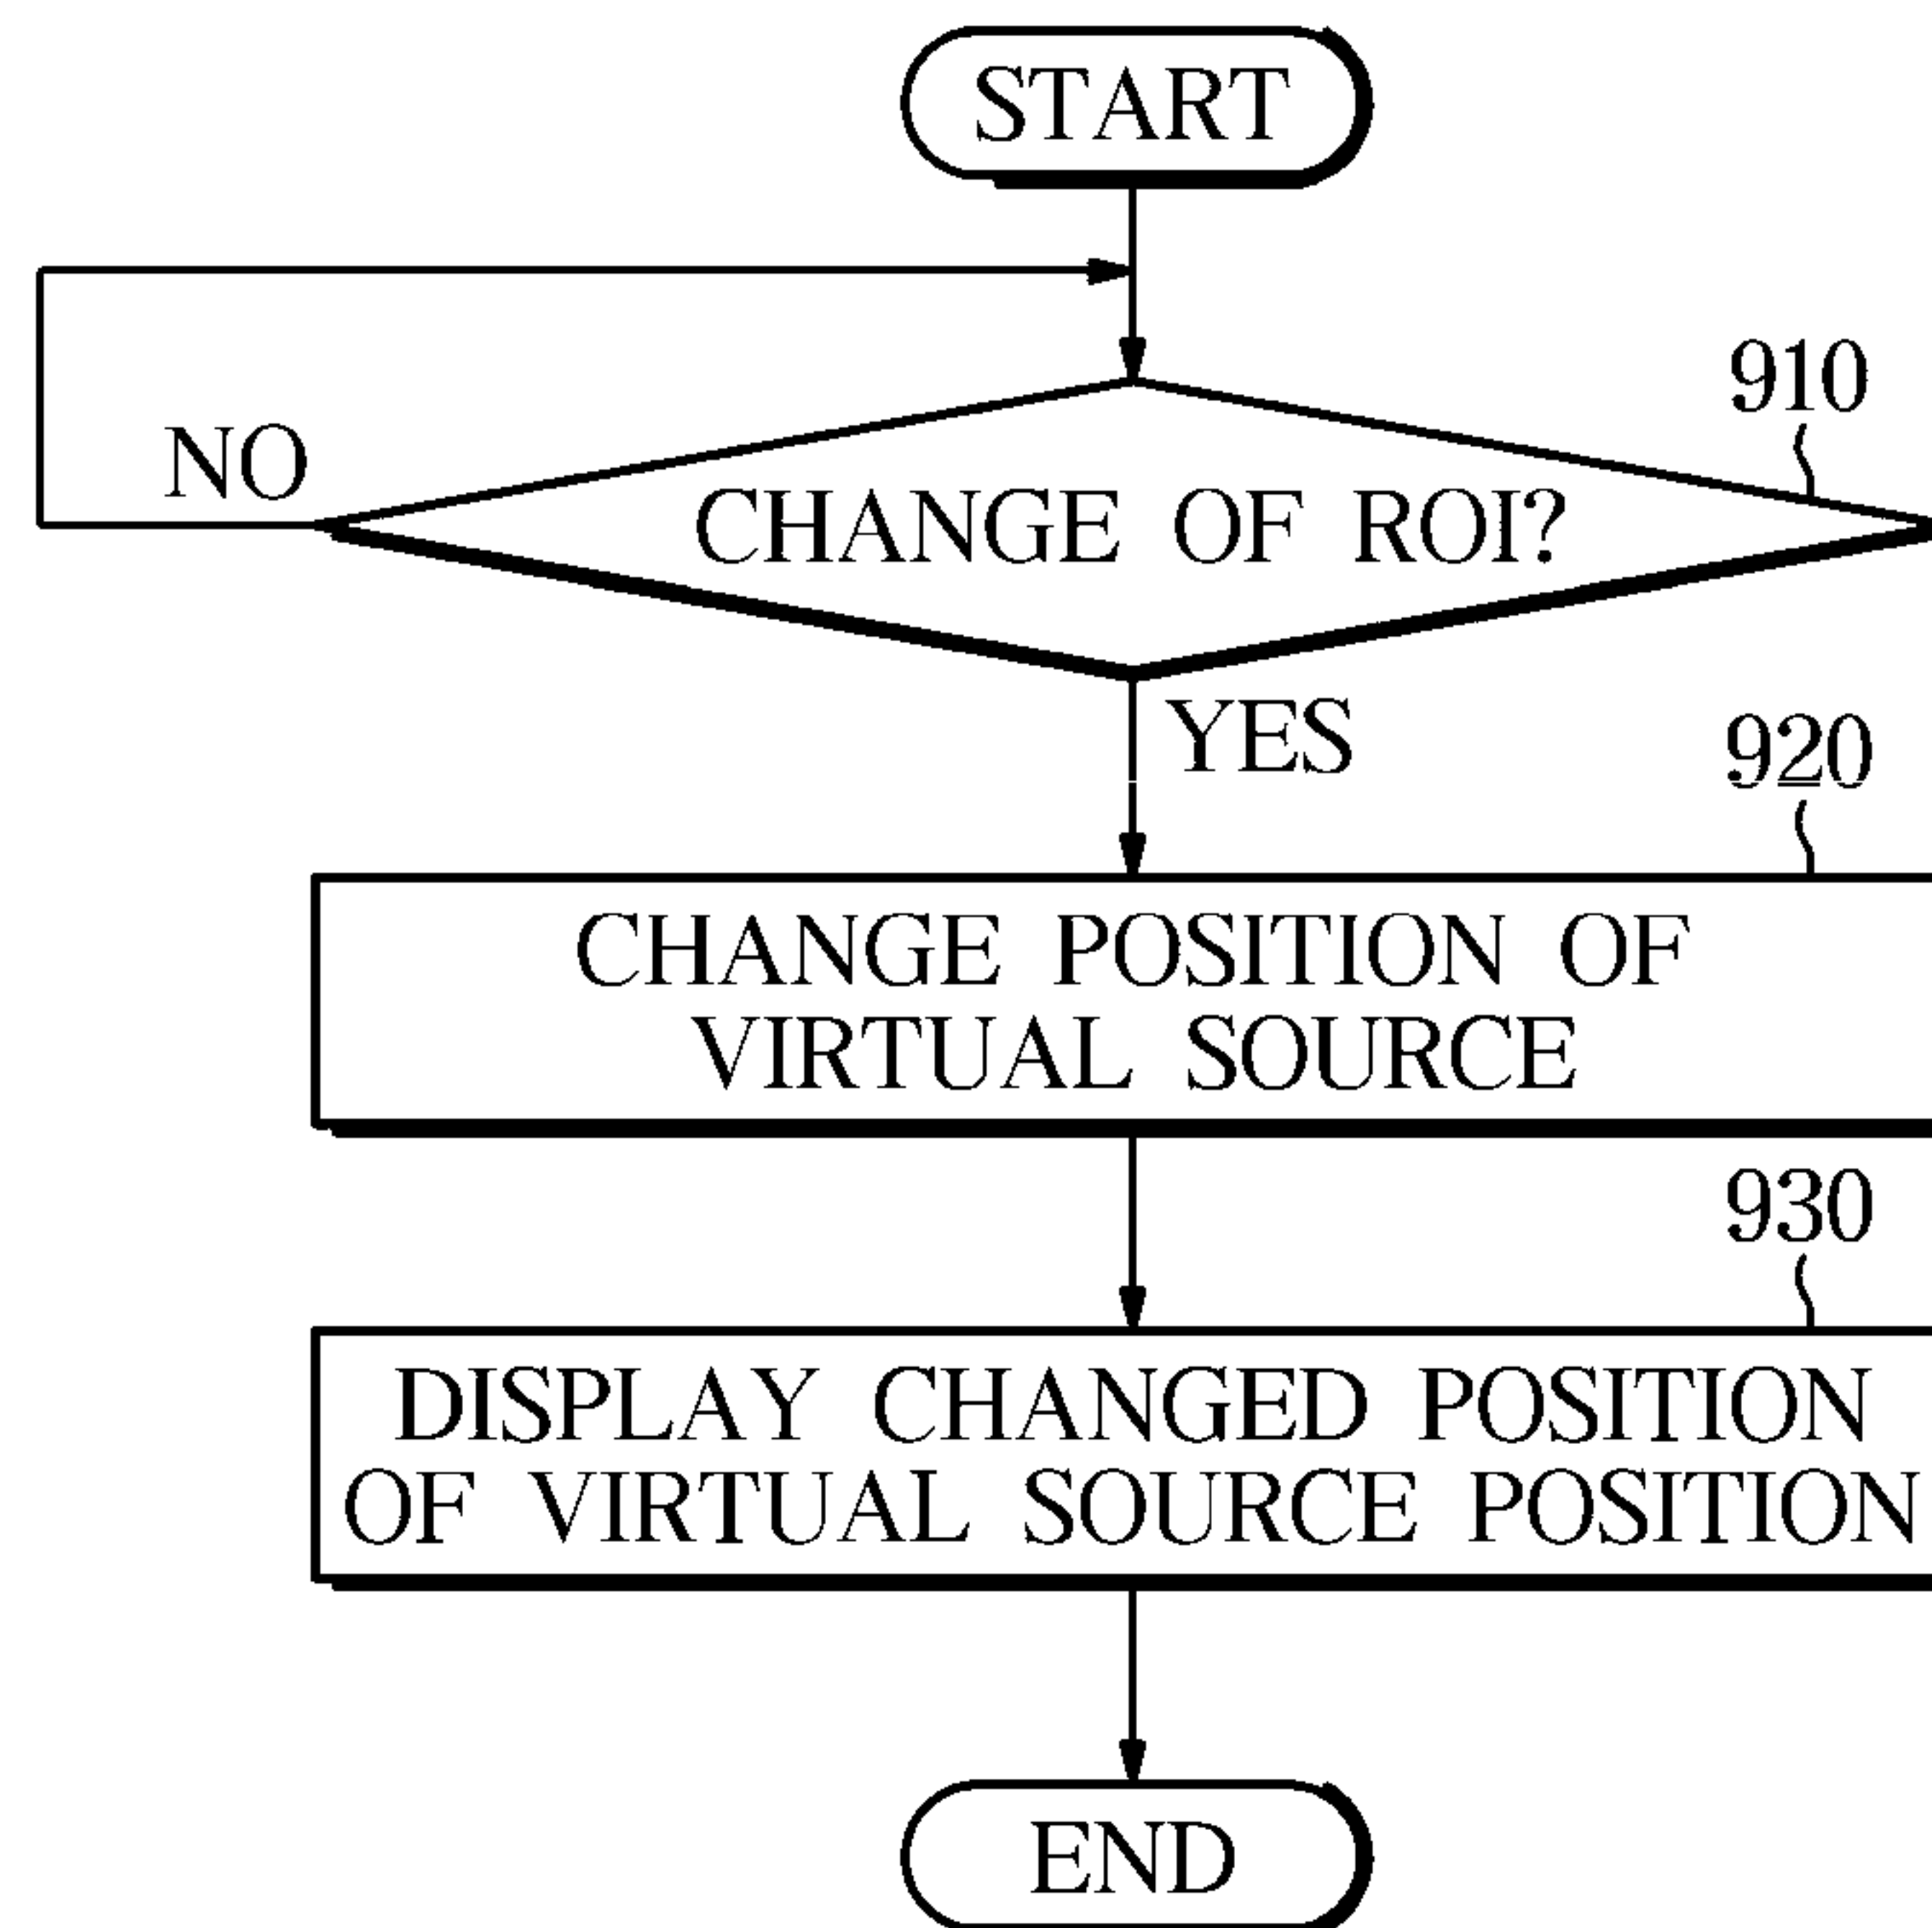 START
910
NO
CHANGE OF ROI?
YES
920
CHANGE POSITION OF
VIRTUAL SOURCE
930
DISPLAY CHANGED POSITION
OF VIRTUAL SOURCE POSITION
END